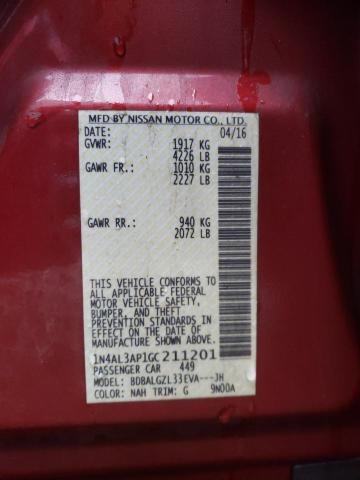 MFD BY NISSAN MOTOR CO., LTD.
DATE: 04/16
GVWR: 1917 KG
4226 LB
GAWR FR.: 1010 KG
2227 LB
GAWR RR.: 940 KG
2072 LB
THIS VEHICLE CONFORMS TO
ALL APPLICABLE FEDERAL
MOTOR VEHICLE SAFETY,
BUMPER, AND THEFT
PREVENTION STANDARDS IN
EFFECT ON THE DATE OF
MANUFACTURE SHOWN ABOVE.
1N4AL3AP1GC211201
PASSENGER CAR 449
MODEL: BDBALGZL33EVA---JH
COLOR: NAH TRIM: G 9N00A